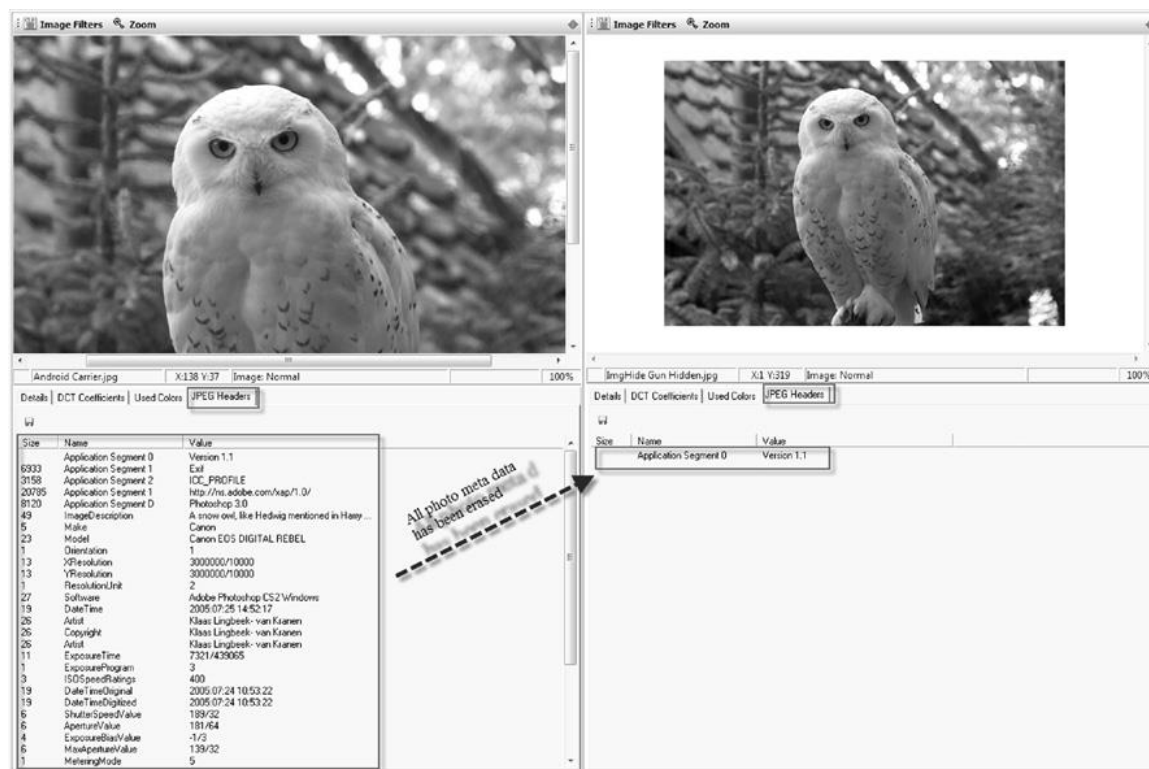 Image Filters Zoom
Image Filters Zoom
Android Carrier.jpg X:138 Y:37 Image: Normal 100%
ImgHide Gun Hidden.jpg X:1 Y:319 Image: Normal 100%
Details DCT Coefficients Used Colors JPEG Headers
Details DCT Coefficients Used Colors JPEG Headers
Size Name Value
Application Segment 0 Version 1.1
6933 Application Segment 1 Exif
3158 Application Segment 2 ICC_PROFILE
20785 Application Segment 1 http://ns.adobe.com/xap/1.0/
8120 Application Segment D Photoshop 3.0
49 ImageDescription A snow owl, like Hedwig mentioned in Harry ...
5 Make Canon
23 Model Canon EOS DIGITAL REBEL
1 Orientation 1
13 XResolution 3000000/10000
13 YResolution 3000000/10000
1 ResolutionUnit 2
27 Software Adobe Photoshop CS2 Windows
19 DateTime 2005:07:25 14:52:17
26 Artist Klaas Lingbeek- van Kranen
26 Copyright Klaas Lingbeek- van Kranen
26 Artist Klaas Lingbeek- van Kranen
11 ExposureTime 7321/439065
1 ExposureProgram 3
3 ISOSpeedRatings 400
19 DateTimeOriginal 2005:07:24 10:53:22
19 DateTimeDigitized 2005:07:24 10:53:22
6 ShutterSpeedValue 189/32
6 ApertureValue 181/64
4 ExposureBiasValue -1/3
6 MaxApertureValue 139/32
1 MeteringMode 5
All photo meta data
has been erased
Size Name Value
Application Segment 0 Version 1.1